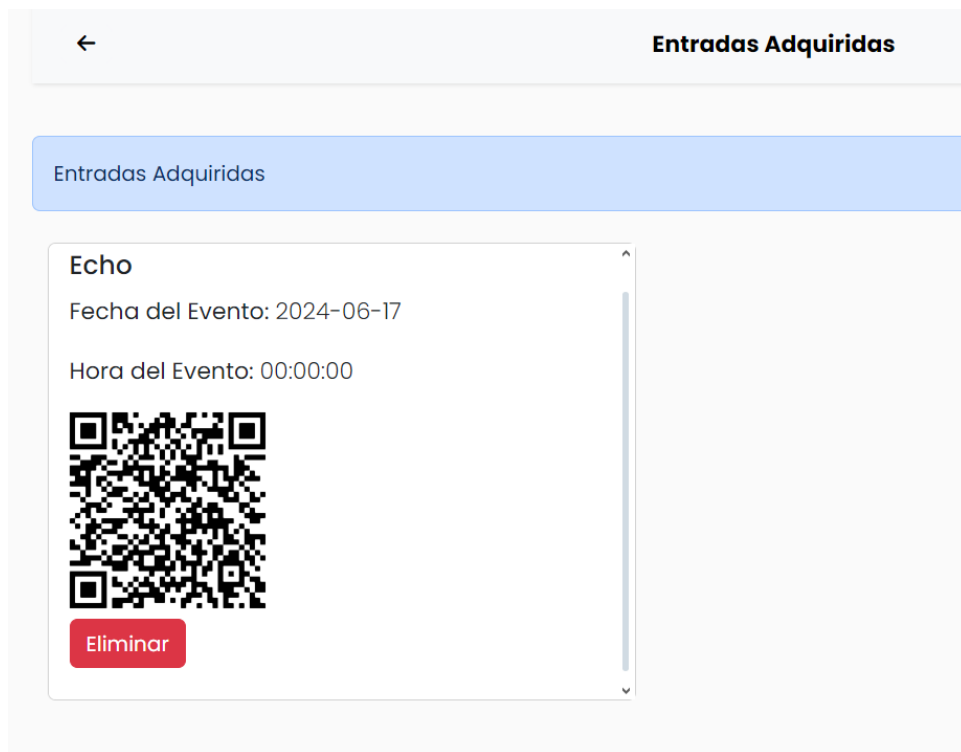 Entradas Adquiridas
Entradas Adquiridas
Echo
Fecha del Evento: 2024-06-17
Hora del Evento: 00:00:00
Eliminar